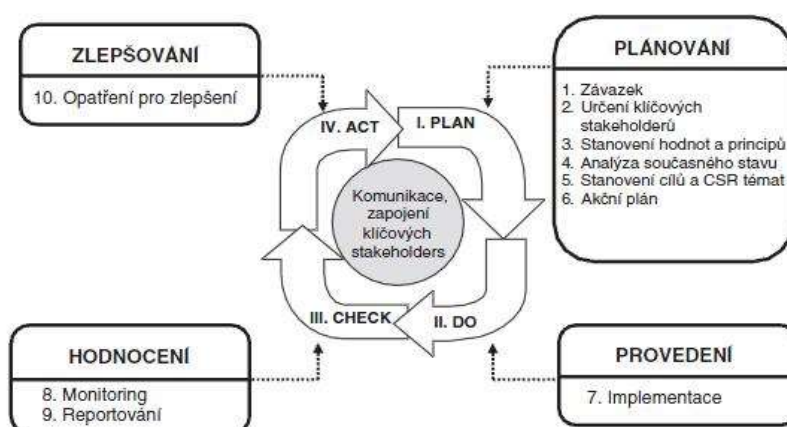 ZLEPŠOVÁNÍ
10. Opatření pro zlepšení
PLÁNOVÁNÍ
1. Závazek
2. Určení klíčových
stakeholderů
3. Stanovení hodnot a principů
4. Analýza současného stavu
5. Stanovení cílů a CSR témat
6. Akční plán
IV. ACT
I. PLAN
Komunikace,
zapojení
klíčových
stakeholders
III. CHECK
II. DO
HODNOCENÍ
8. Monitoring
9. Reportování
PROVEDENÍ
7. Implementace